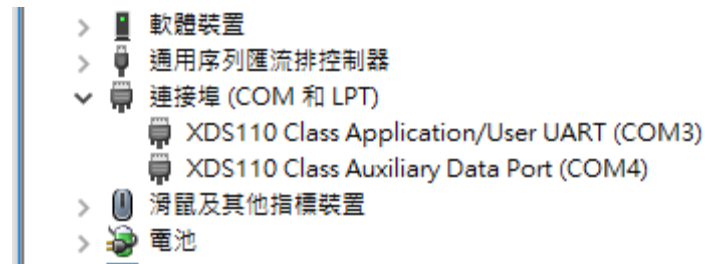 軟體裝置
通用序列匯流排控制器
連接埠 (COM 和 LPT)
XDS110 Class Application/User UART (COM3)
XDS110 Class Auxiliary Data Port (COM4)
滑鼠及其他指標裝置
電池